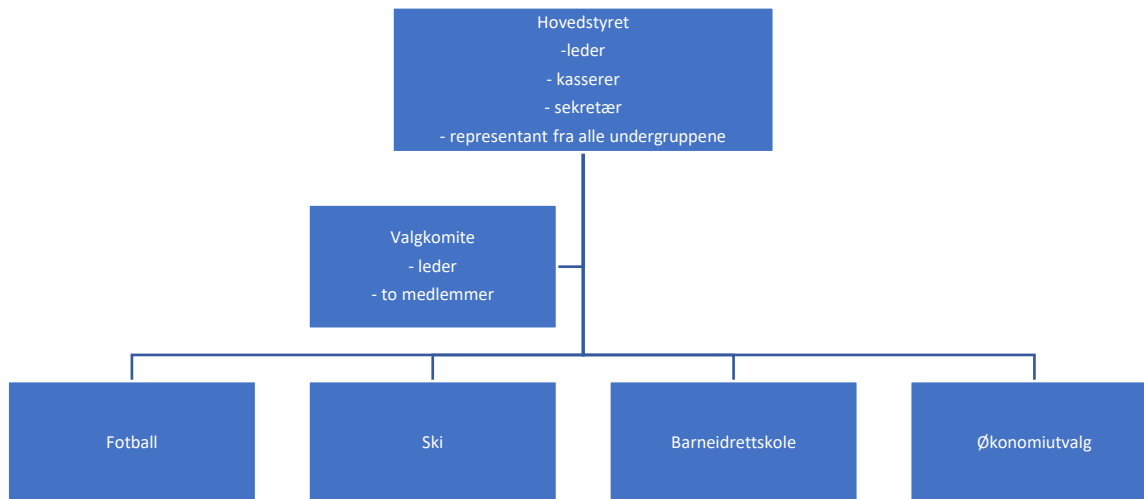 Hovedstyret
-leder
- kasserer
- sekretær
- representant fra alle undergruppene
Valgkomite
- leder
- to medlemmer
Fotball
Ski
Barneidrettskole
Økonomiutvalg